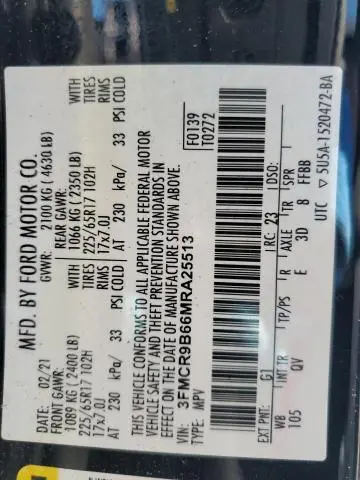 MFD. BY FORD MOTOR CO.
DATE: 02/21 GVWR: 2100 KG (4630 LB)
FRONT GAWR: REAR GAWR: WITH
1089 KG (2400 LB) 1066 KG (2350 LB) TIRES
225/65R17 102H WITH 225/65R17 102H RIMS
17x7.0J TIRES 17x7.0J
RIMS
AT 230 kPa/ 33 PSI COLD AT 230 kPa/ 33 PSI COLD
THIS VEHICLE CONFORMS TO ALL APPLICABLE FEDERAL MOTOR
VEHICLE SAFETY AND THEFT PREVENTION STANDARDS IN
EFFECT ON THE DATE OF MANUFACTURE SHOWN ABOVE.
VIN: 3FMCR9B66MRA25513 F0139
TYPE: MPV T0272
EXT PNT: G1 RC: 23 DSO:
WB INT TR TP/PS R AXLE TR SPR
105 QV E 3D 8 FFBB
UTC ▽ 5U5A-1520472-BA